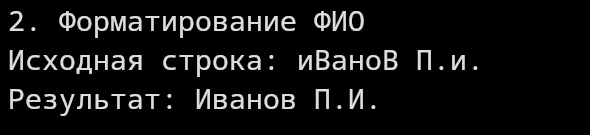 2. Форматирование ФИО
Исходная строка: иВаноВ П.и.
Результат: Иванов П.И.